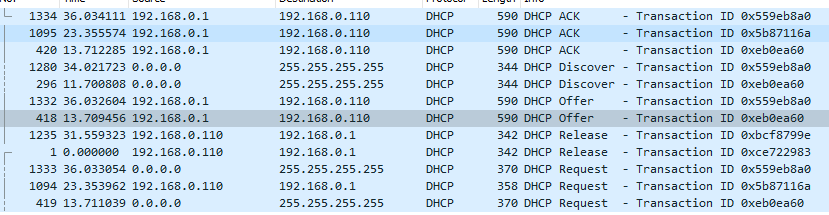 No. Time Source Destination Protocol Length Info
1334 36.034111 192.168.0.1 192.168.0.110 DHCP 590 DHCP ACK - Transaction ID 0x559eb8a0
1095 23.355574 192.168.0.1 192.168.0.110 DHCP 590 DHCP ACK - Transaction ID 0x5b87116a
420 13.712285 192.168.0.1 192.168.0.110 DHCP 590 DHCP ACK - Transaction ID 0xeb0ea60
1280 34.021723 0.0.0.0 255.255.255.255 DHCP 344 DHCP Discover - Transaction ID 0x559eb8a0
296 11.700808 0.0.0.0 255.255.255.255 DHCP 344 DHCP Discover - Transaction ID 0xeb0ea60
1332 36.032604 192.168.0.1 192.168.0.110 DHCP 590 DHCP Offer - Transaction ID 0x559eb8a0
418 13.709456 192.168.0.1 192.168.0.110 DHCP 590 DHCP Offer - Transaction ID 0xeb0ea60
1235 31.559323 192.168.0.110 192.168.0.1 DHCP 342 DHCP Release - Transaction ID 0xbcf8799e
1 0.000000 192.168.0.110 192.168.0.1 DHCP 342 DHCP Release - Transaction ID 0xce722983
1333 36.033054 0.0.0.0 255.255.255.255 DHCP 370 DHCP Request - Transaction ID 0x559eb8a0
1094 23.353962 192.168.0.110 192.168.0.1 DHCP 358 DHCP Request - Transaction ID 0x5b87116a
419 13.711039 0.0.0.0 255.255.255.255 DHCP 370 DHCP Request - Transaction ID 0xeb0ea60